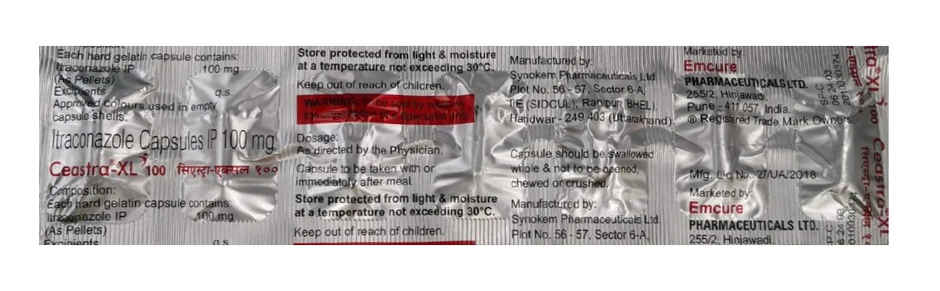 Each hard gelatin capsule contains:
Itraconazole IP 100 mg
(As Pellets)
Excipients q.s.
Approved colours used in empty
capsule shells.
Itraconazole Capsules IP 100 mg
Ceastra-XL 100 सिएस्ट्रा-एक्सएल १००
Composition:
Each hard gelatin capsule contains:
Itraconazole IP 100 mg
(As Pellets)
Excipients q.s.
Store protected from light & moisture
at a temperature not exceeding 30°C.
Keep out of reach of children.
Dosage:
As directed by the Physician.
Capsule to be taken with or
immediately after meal.
Store protected from light & moisture
at a temperature not exceeding 30°C.
Keep out of reach of children.
Manufactured by:
Synokem Pharmaceuticals Ltd.
Plot No. 56 - 57, Sector 6-A,
IIE (SIDCUL), Ranipur (BHEL),
Haridwar - 249 403 (Uttarakhand).
Capsule should be swallowed
whole & not to be opened,
chewed or crushed.
Manufactured by:
Synokem Pharmaceuticals Ltd.
Plot No. 56 - 57, Sector 6-A,
Marketed by:
Emcure
PHARMACEUTICALS LTD.
255/2, Hinjawadi,
Pune - 411 057, India.
® Registered Trade Mark Owners
Mfg. Lic No.: 27/UA/2018
Marketed by:
Emcure
PHARMACEUTICALS LTD.
255/2, Hinjawadi,
Ceastra-XL